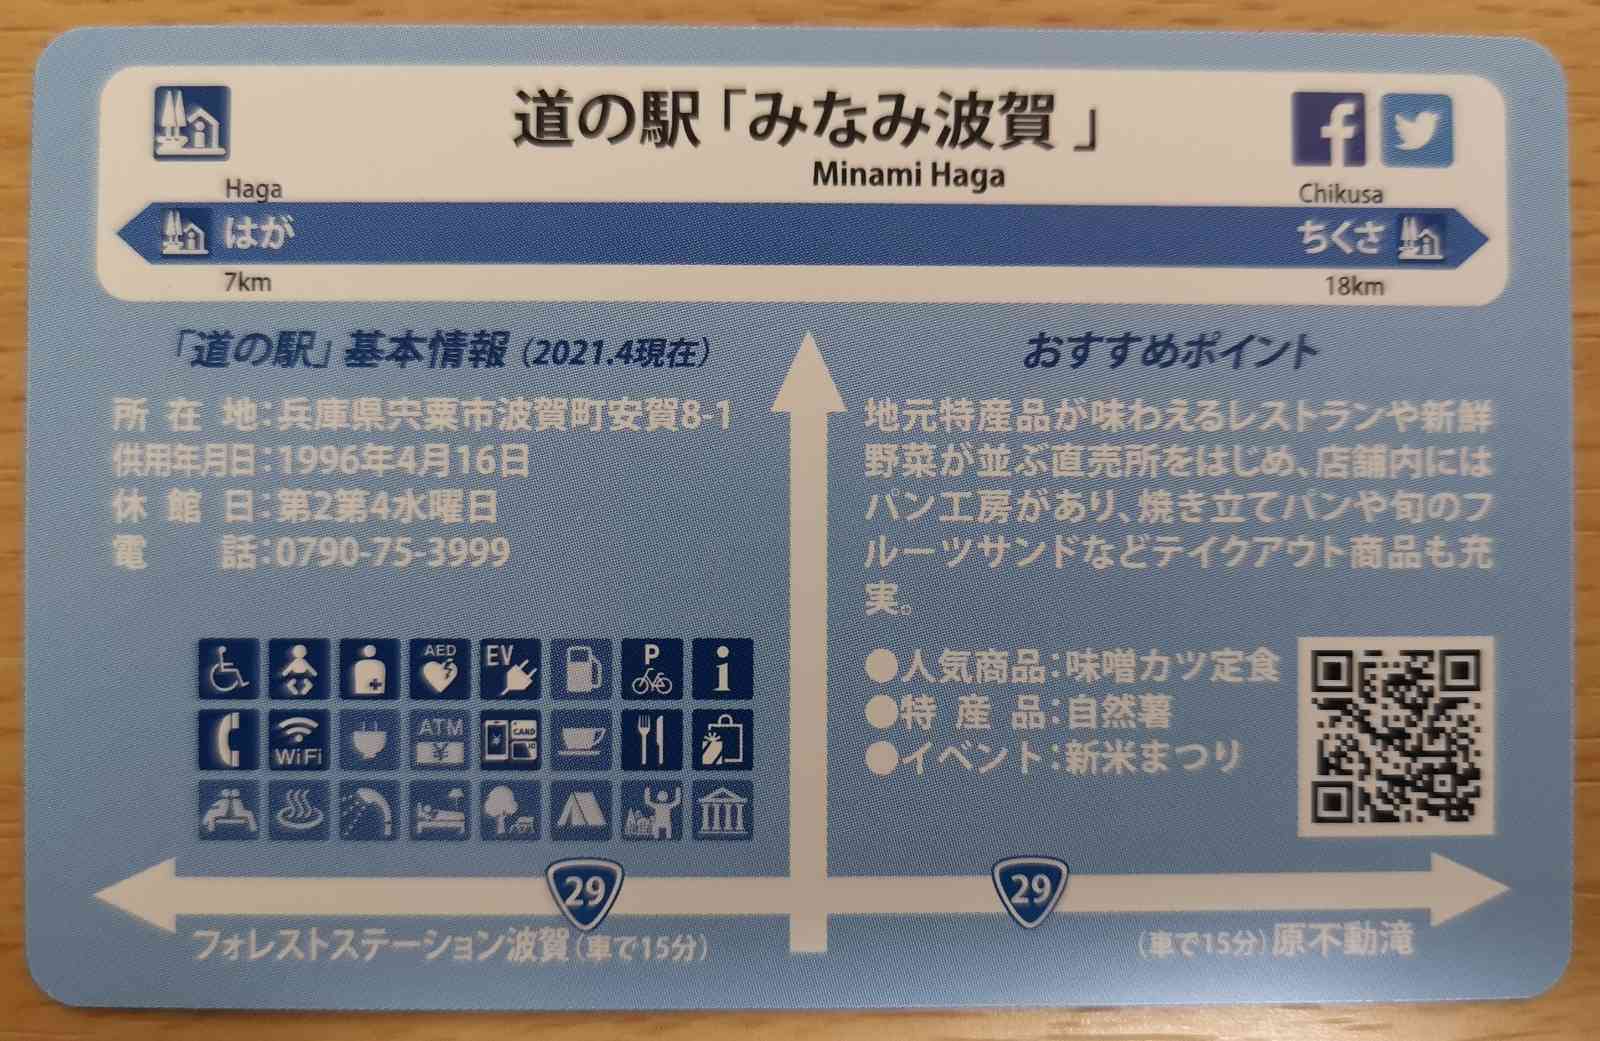 道の駅「みなみ波賀」
Minami Haga
Haga
Chikusa
はが
ちくさ
7km
18km
「道の駅」基本情報（2021.4現在）
所在地：兵庫県宍粟市波賀町安賀8-1
供用年月日：1996年4月16日
休館日：第2第4水曜日
電話：0790-75-3999
おすすめポイント
地元特産品が味わえるレストランや新鮮
野菜が並ぶ直売所をはじめ、店舗内には
パン工房があり、焼き立てパンや旬のフ
ルーツサンドなどテイクアウト商品も充
実。
●人気商品：味噌カツ定食
●特産品：自然薯
●イベント：新米まつり
AED
EV
P
i
WiFi
ATM
¥
¥
CARD
29
29
フォレストステーション波賀（車で15分）
（車で15分）原不動滝